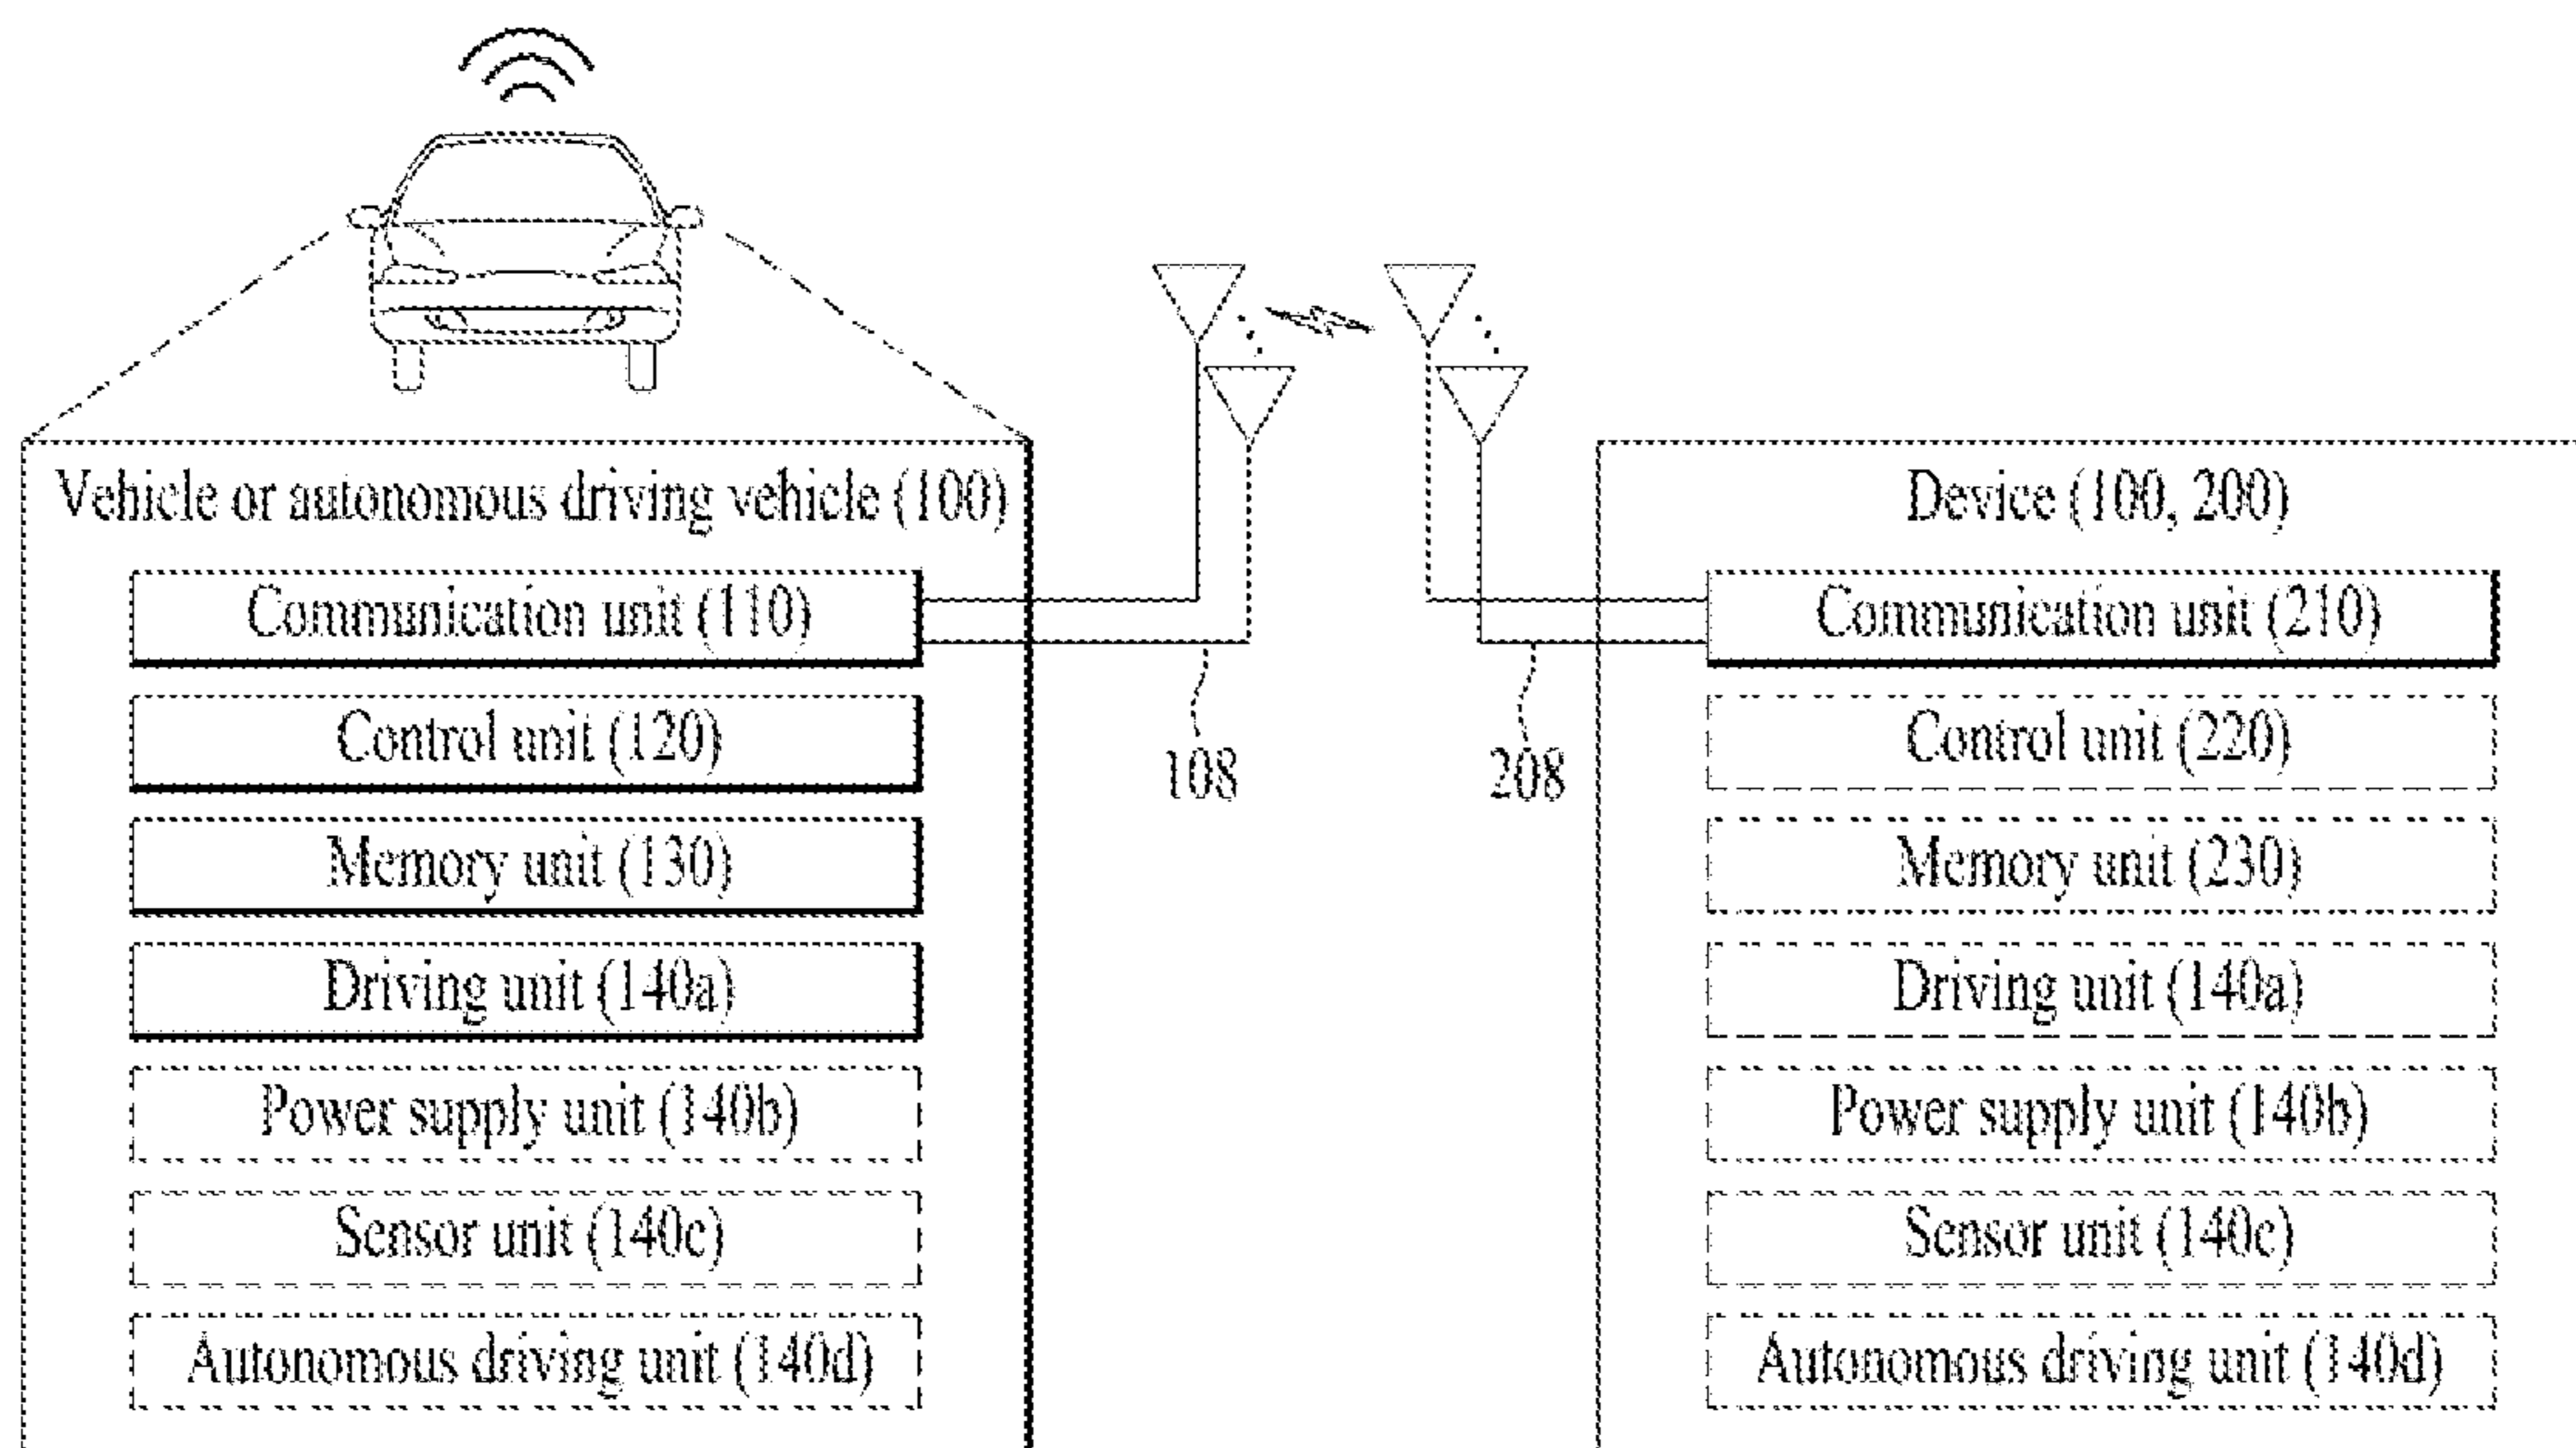 Vehicle or autonomous driving vehicle (100)
Communication unit (110)
Control unit (120)
Memory unit (130)
Driving unit (140a)
Power supply unit (140b)
Sensor unit (140c)
Autonomous driving unit (140d)
108
208
Device (100, 200)
Communication unit (210)
Control unit (220)
Memory unit (230)
Driving unit (140a)
Power supply unit (140b)
Sensor unit (140c)
Autonomous driving unit (140d)